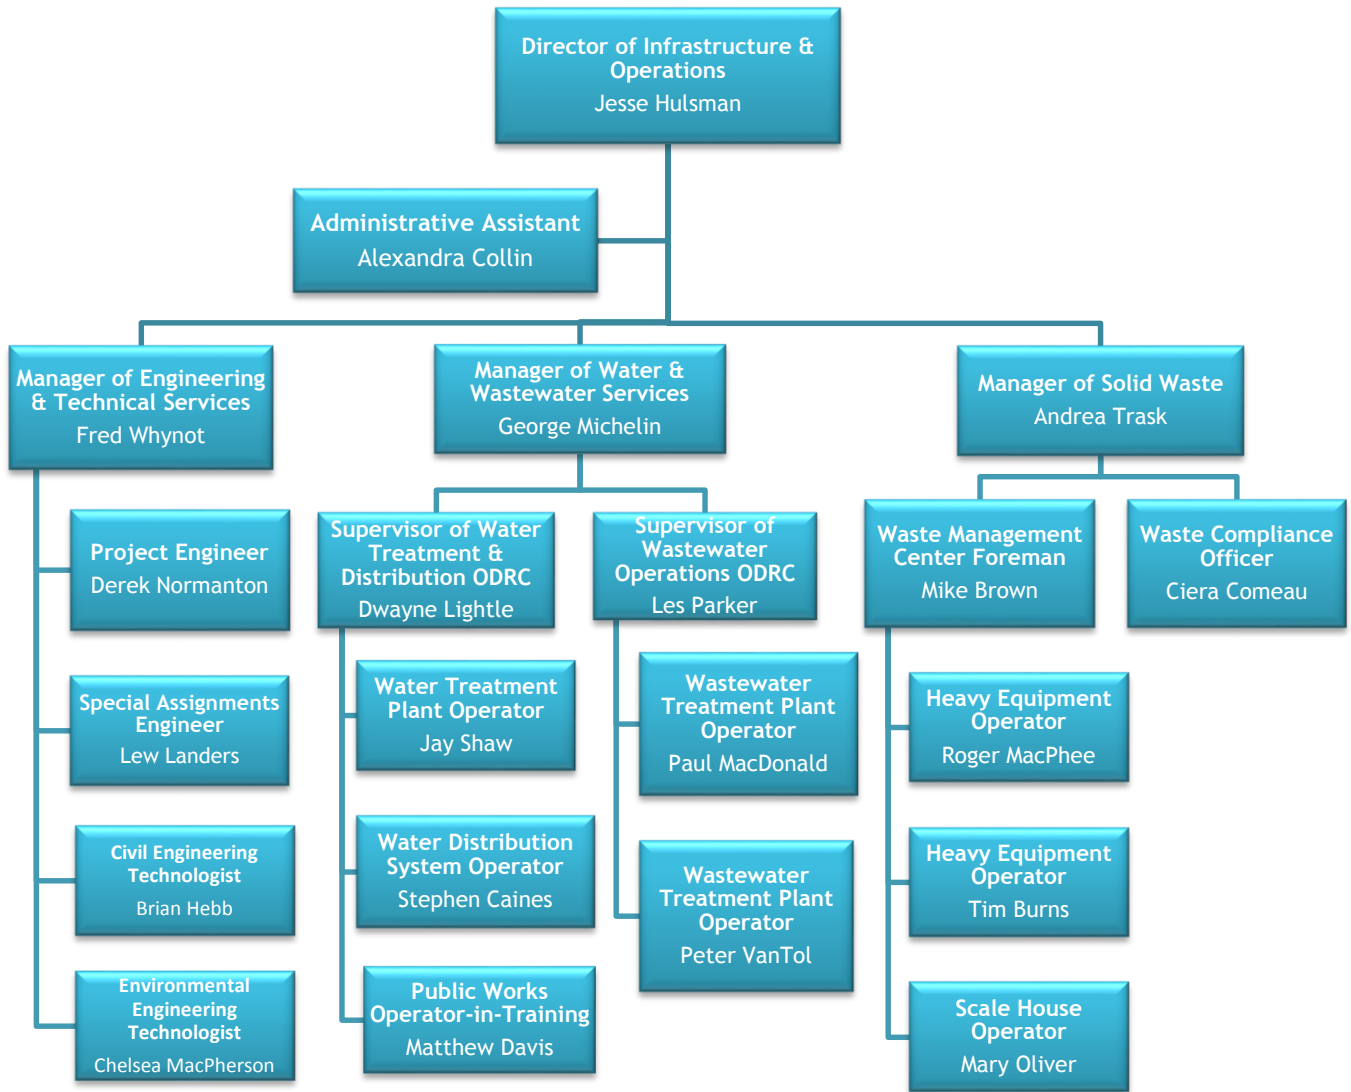 Director of Infrastructure &
Operations
Jesse Hulsman
Administrative Assistant
Alexandra Collin
Manager of Engineering
& Technical Services
Fred Whynot
Manager of Water &
Wastewater Services
George Michelin
Manager of Solid Waste
Andrea Trask
Project Engineer
Derek Normanton
Special Assignments
Engineer
Lew Landers
Civil Engineering
Technologist
Brian Hebb
Environmental
Engineering
Technologist
Chelsea MacPherson
Supervisor of Water
Treatment &
Distribution ODRC
Dwayne Lightle
Water Treatment
Plant Operator
Jay Shaw
Water Distribution
System Operator
Stephen Caines
Public Works
Operator-in-Training
Matthew Davis
Supervisor of
Wastewater
Operations ODRC
Les Parker
Wastewater
Treatment Plant
Operator
Paul MacDonald
Wastewater
Treatment Plant
Operator
Peter VanTol
Waste Management
Center Foreman
Mike Brown
Heavy Equipment
Operator
Roger MacPhee
Heavy Equipment
Operator
Tim Burns
Scale House
Operator
Mary Oliver
Waste Compliance
Officer
Ciera Comeau